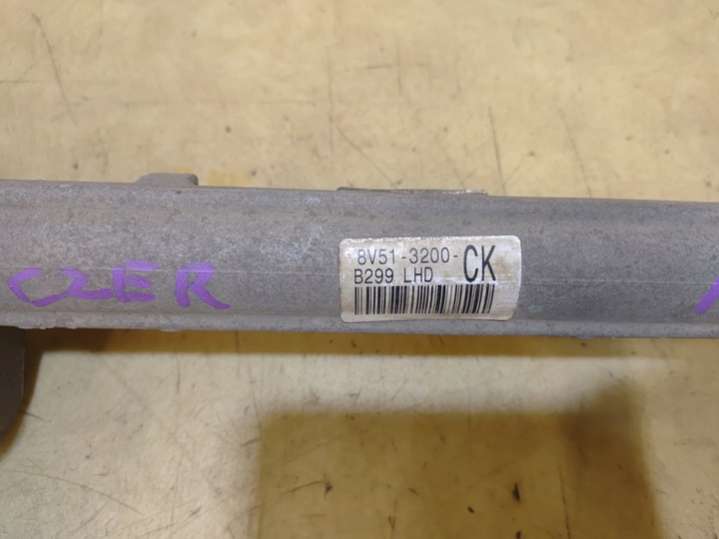 CZER
8V51-3200-
B299 LHD CK